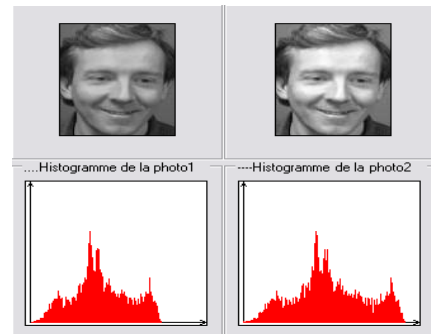 ....Histogramme de la photo1
----Histogramme de la photo2